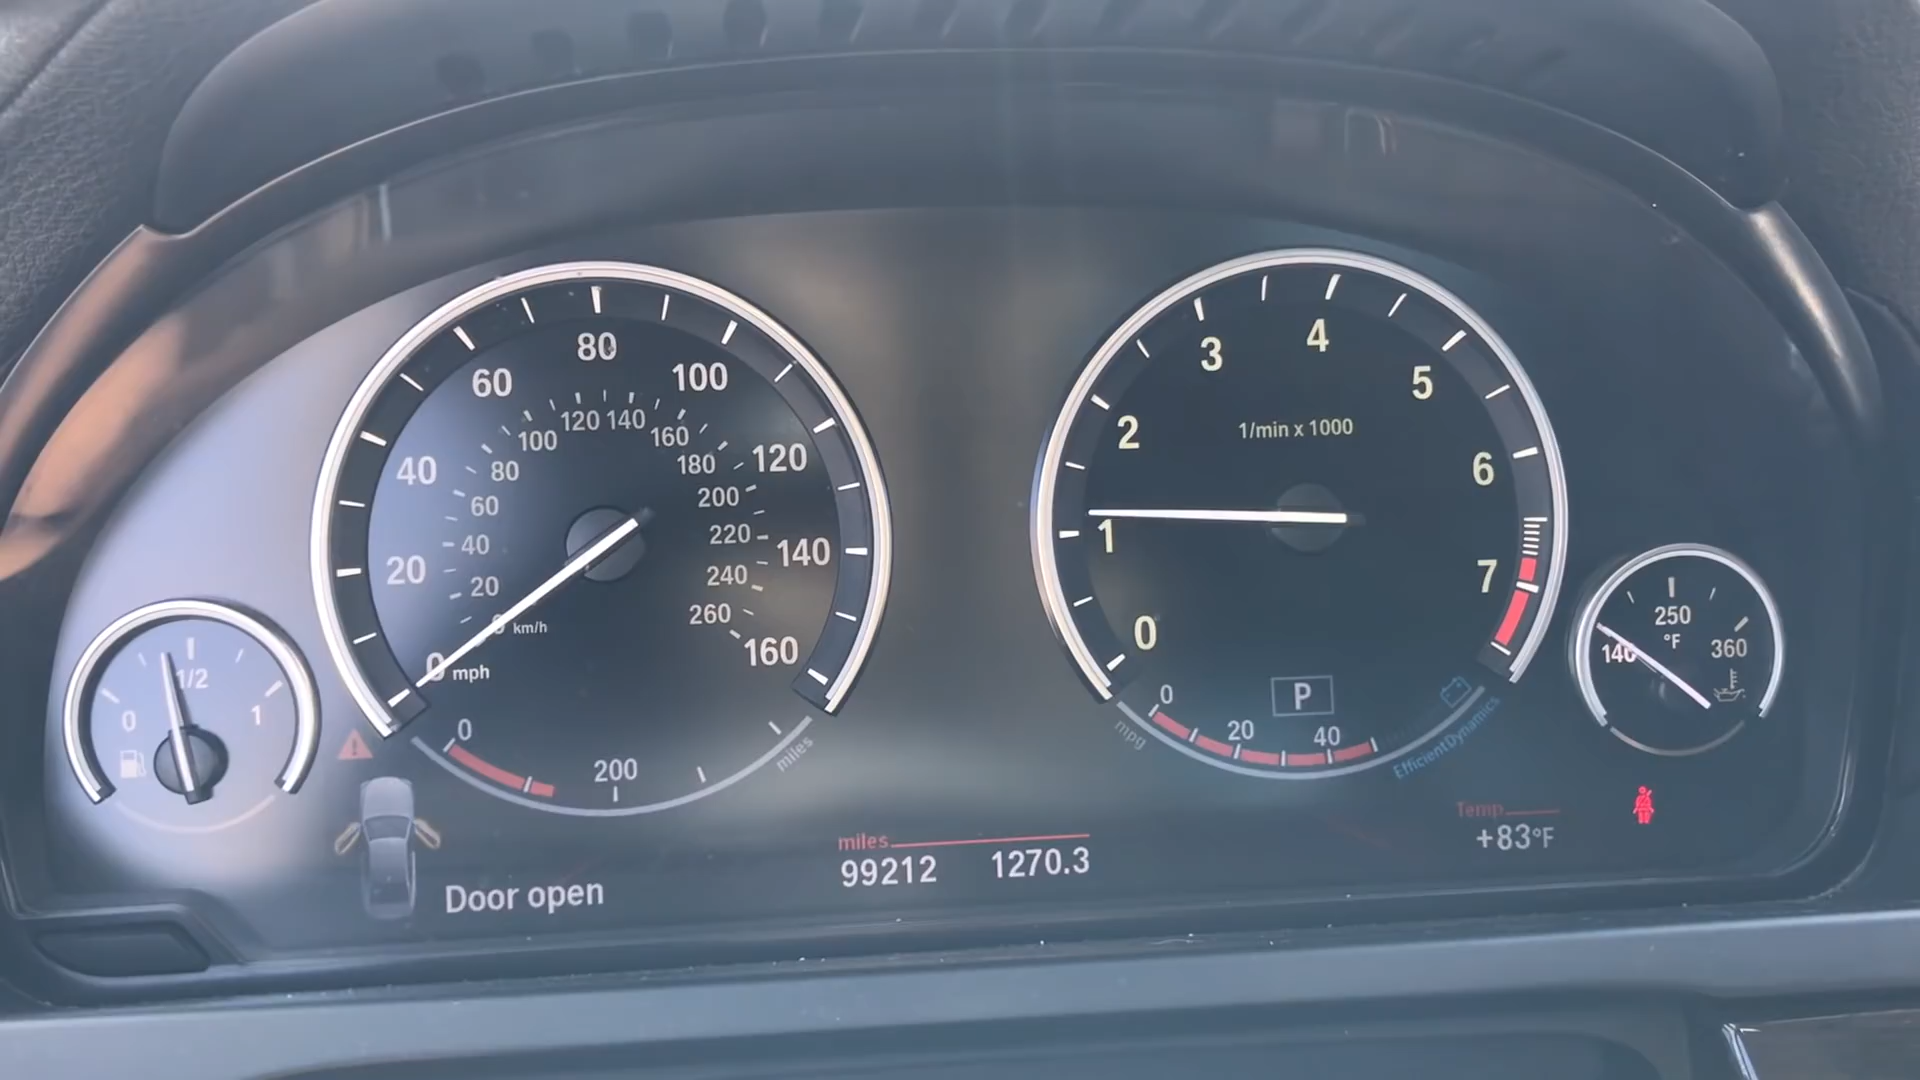 0 1/2 1
0 20 40 60 80 100 120 140 160
mph
0 20 40 60 80 100 120 140 160 180 200 220 240 260
km/h
0 200
miles
0 1 2 3 4 5 6 7
1/min x 1000
P
0 20 40
mpg
EfficientDynamics
140 250 360
°F
Door open
miles
99212 1270.3
Temp
+83°F